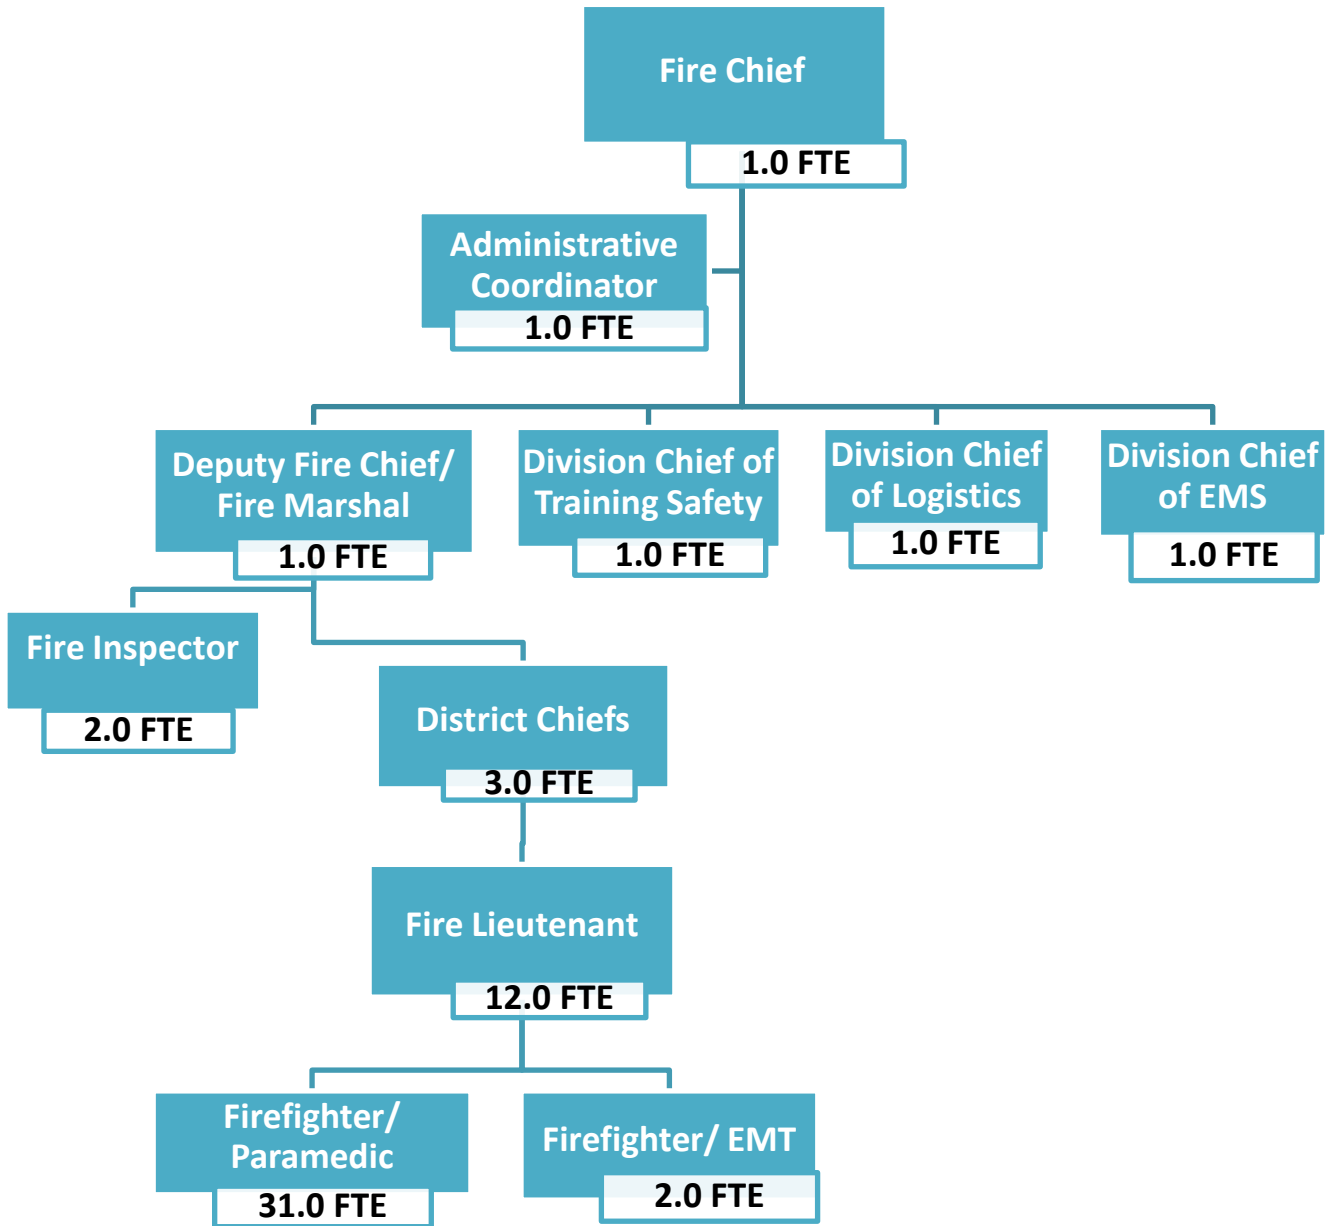 Fire Chief
1.0 FTE
Administrative
Coordinator
1.0 FTE
Deputy Fire Chief/
Fire Marshal
1.0 FTE
Division Chief of
Training Safety
1.0 FTE
Division Chief
of Logistics
1.0 FTE
Division Chief
of EMS
1.0 FTE
Fire Inspector
2.0 FTE
District Chiefs
3.0 FTE
Fire Lieutenant
12.0 FTE
Firefighter/
Paramedic
31.0 FTE
Firefighter/ EMT
2.0 FTE